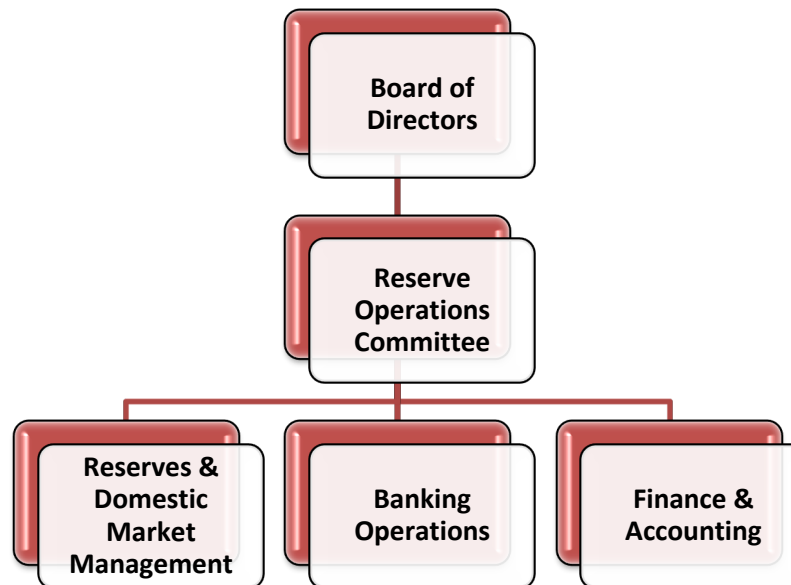 Board of
Directors
Reserve
Operations
Committee
Reserves &
Domestic
Market
Management
Banking
Operations
Finance &
Accounting